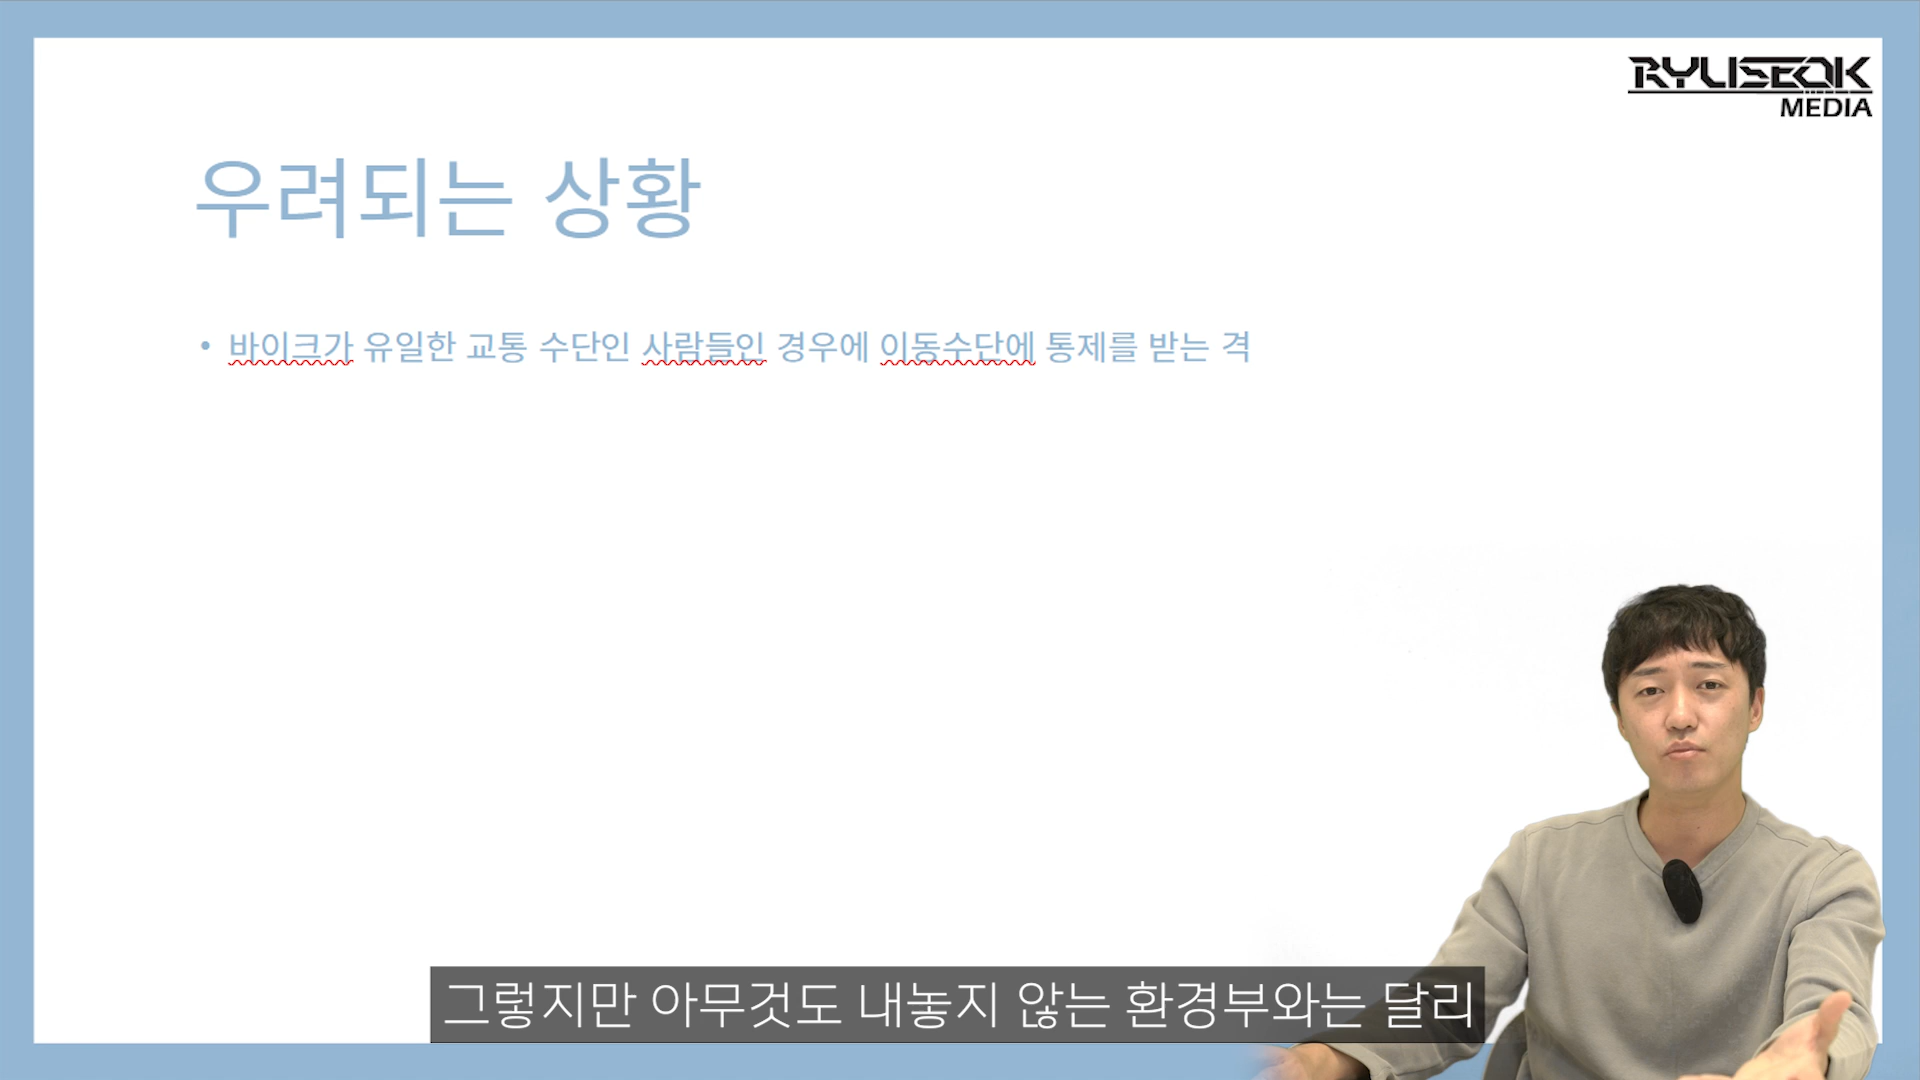 RYUSEOK
MEDIA
우려되는 상황
• 바이크가 유일한 교통 수단인 사람들인 경우에 이동수단에 통제를 받는 격
그렇지만 아무것도 내놓지 않는 환경부와는 달리